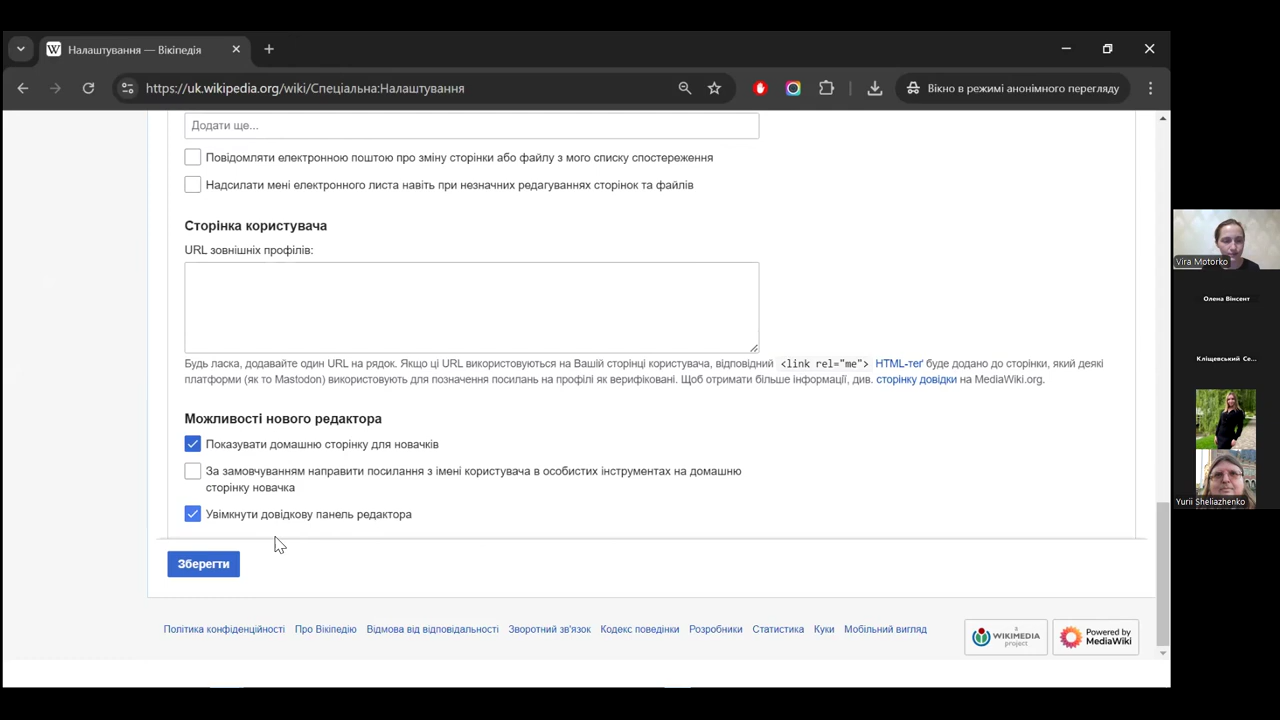 Налаштування — Вікіпедія
https://uk.wikipedia.org/wiki/Спеціальна:Налаштування
Вікно в режимі анонімного перегляду
Додати ще...
Повідомляти електронною поштою про зміну сторінки або файлу з мого списку спостереження
Надсилати мені електронного листа навіть при незначних редагуваннях сторінок та файлів
Сторінка користувача
URL зовнішніх профілів:
Будь ласка, додавайте один URL на рядок. Якщо ці URL використовуються на Вашій сторінці користувача, відповідний <link rel="me"> HTML-теґ буде додано до сторінки, який деякі
платформи (як то Mastodon) використовують для позначення посилань на профілі як верифіковані. Щоб отримати більше інформації, див. сторінку довідки на MediaWiki.org.
Можливості нового редактора
Показувати домашню сторінку для новачків
За замовчуванням направити посилання з імені користувача в особистих інструментах на домашню
сторінку новачка
Увімкнути довідкову панель редактора
Зберегти
Політика конфіденційності Про Вікіпедію Відмова від відповідальності Зворотний зв'язок Кодекс поведінки Розробники Статистика Куки Мобільний вигляд
a WIKIMEDIA project
Powered by MediaWiki
Vira Motorko
Олена Вінсент
Кліщевський Се...
Yurii Sheliazhenko